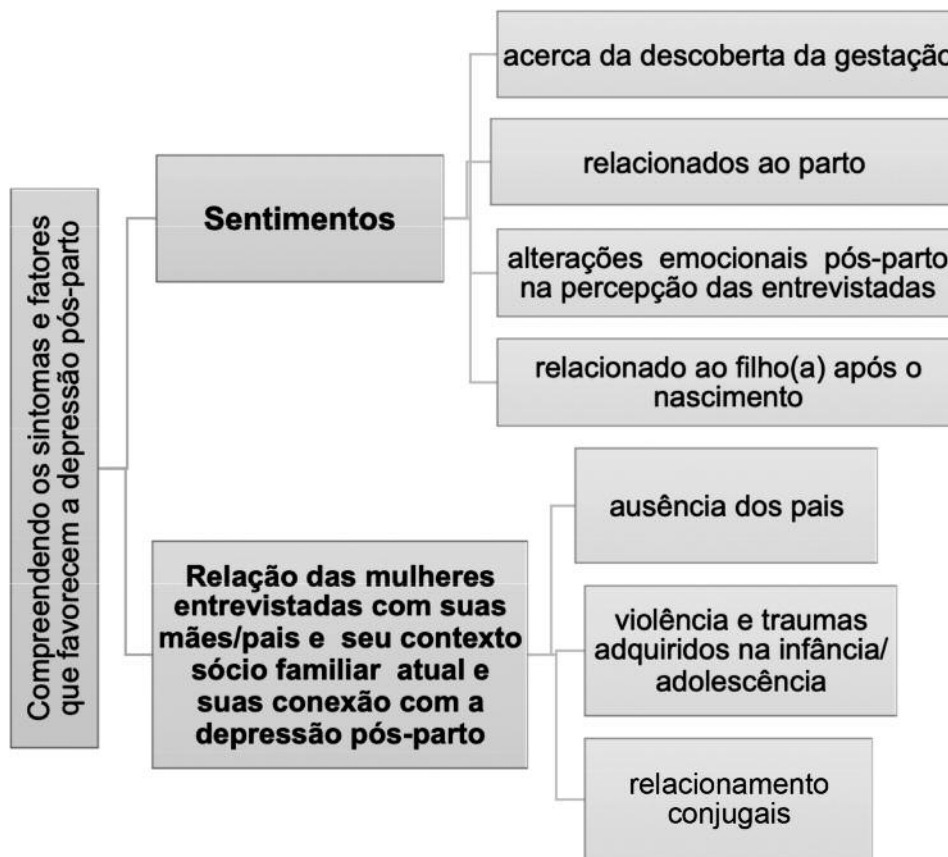 Compreendendo os sintomas e fatores
que favorecem a depressão pós-parto
Sentimentos
acerca da descoberta da gestação
relacionados ao parto
alterações emocionais pós-parto
na percepção das entrevistadas
relacionado ao filho(a) após o
nascimento
Relação das mulheres
entrevistadas com suas
mães/pais e seu contexto
sócio familiar atual e
suas conexão com a
depressão pós-parto
ausência dos pais
violência e traumas
adquiridos na infância/
adolescência
relacionamento
conjugais